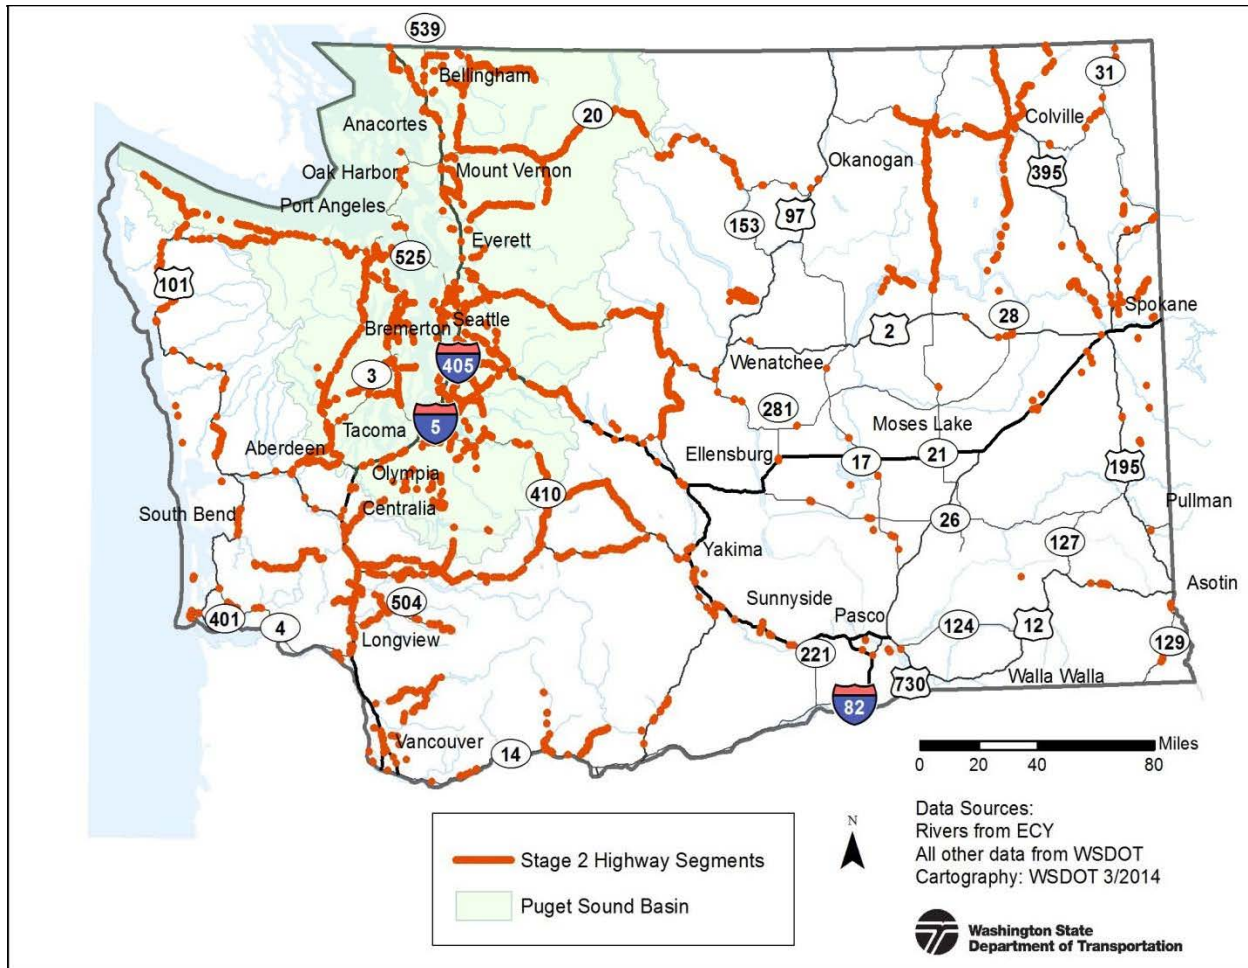 539
Bellingham
31
20
Colville
Anacortes
Okanogan
395
Oak Harbor
Mount Vernon
Port Angeles
153
97
Everett
525
101
Spokane
Seattle
Bremerton
28
2
405
Wenatchee
3
281
Tacoma
5
Moses Lake
Aberdeen
Ellensburg
17
21
195
Olympia
410
Pullman
Centralia
South Bend
26
127
Yakima
Asotin
504
Sunnyside
Pasco
401
4
124
12
Longview
221
129
730
Walla Walla
82
Vancouver
14
Miles
0 20 40 80
Data Sources:
Rivers from ECY
All other data from WSDOT
Cartography: WSDOT 3/2014
N
Stage 2 Highway Segments
Puget Sound Basin
Washington State
Department of Transportation